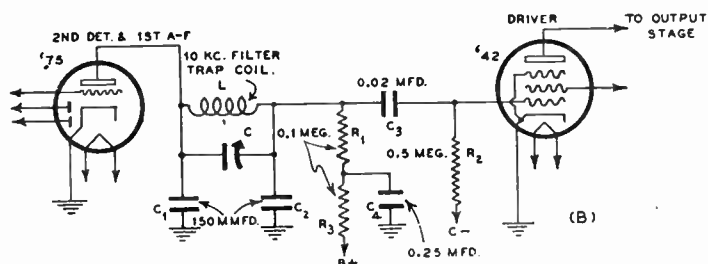 2ND DET. & 1ST A-F
'75
10 KC. FILTER
TRAP COIL.
L
C
C1
150 MMFD.
C2
0.1 MEG.
R1
R3
B+
0.02 MFD.
C3
C4
0.25 MFD.
0.5 MEG.
R2
C-
DRIVER
'42
TO OUTPUT
STAGE
(B)